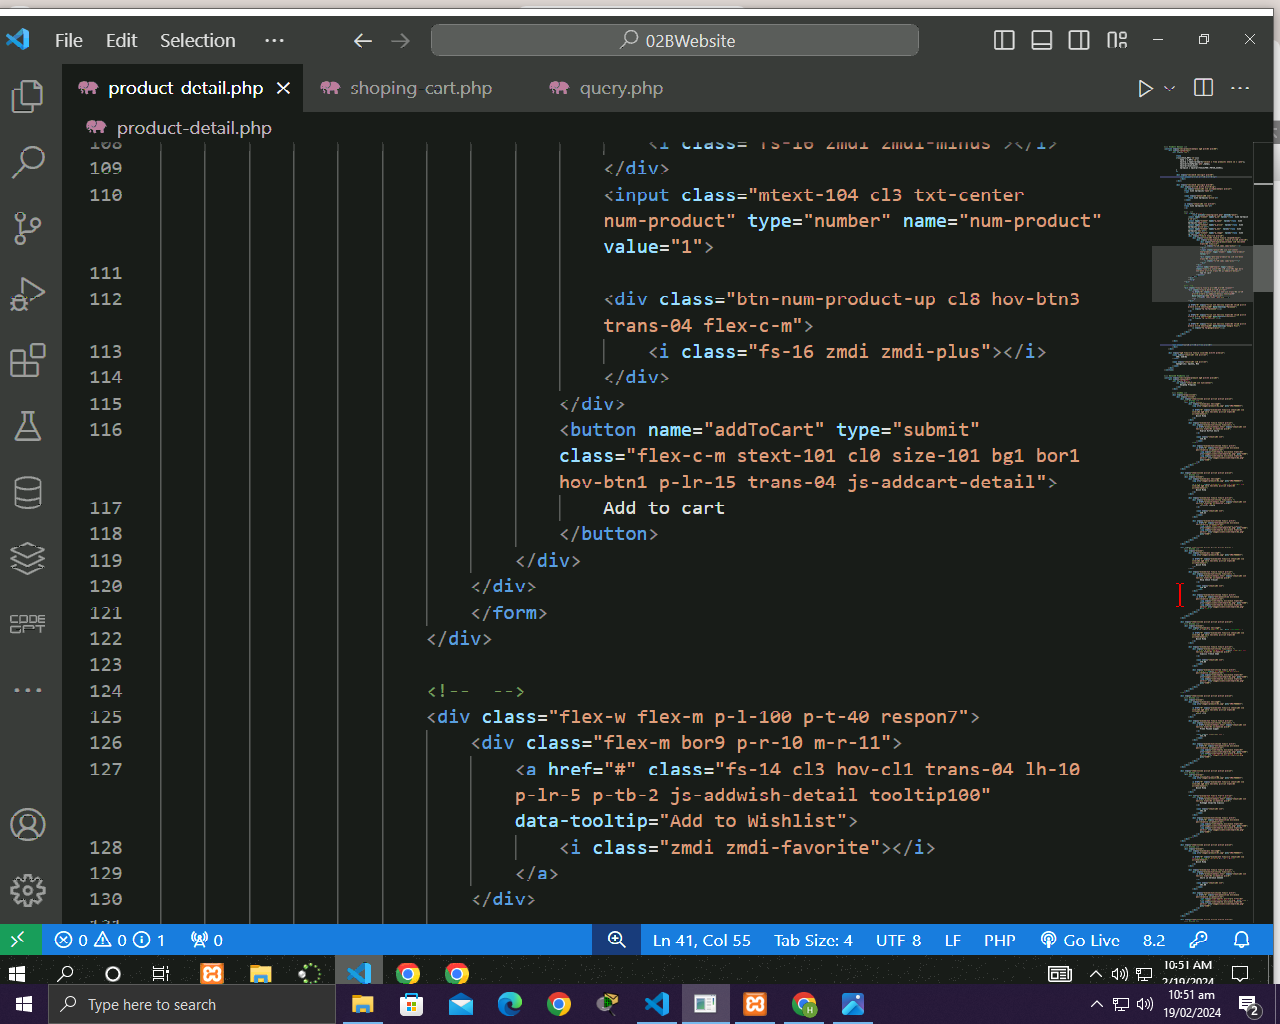 File Edit Selection ··· 02BWebsite
product-detail.php shoping-cart.php query.php
product-detail.php
108 <i class="fs-16 zmdi zmdi-minus"></i>
109 </div>
110 <input class="mtext-104 cl3 txt-center
num-product" type="number" name="num-product"
value="1">
111
112 <div class="btn-num-product-up cl8 hov-btn3
trans-04 flex-c-m">
113 <i class="fs-16 zmdi zmdi-plus"></i>
114 </div>
115 </div>
116 <button name="addToCart" type="submit"
class="flex-c-m stext-101 cl0 size-101 bg1 bor1
hov-btn1 p-lr-15 trans-04 js-addcart-detail">
117 Add to cart
118 </button>
119 </div>
120 </div>
121 </form>
122 </div>
123
124 <!--  -->
125 <div class="flex-w flex-m p-l-100 p-t-40 respon7">
126 <div class="flex-m bor9 p-r-10 m-r-11">
127 <a href="#" class="fs-14 cl3 hov-cl1 trans-04 lh-10
p-lr-5 p-tb-2 js-addwish-detail tooltip100"
data-tooltip="Add to Wishlist">
128 <i class="zmdi zmdi-favorite"></i>
129 </a>
130 </div>
CODE
GPT
0 0 1 0 Ln 41, Col 55 Tab Size: 4 UTF 8 LF PHP Go Live 8.2
10:51 AM
2/19/2024
Type here to search 10:51 am
19/02/2024
2